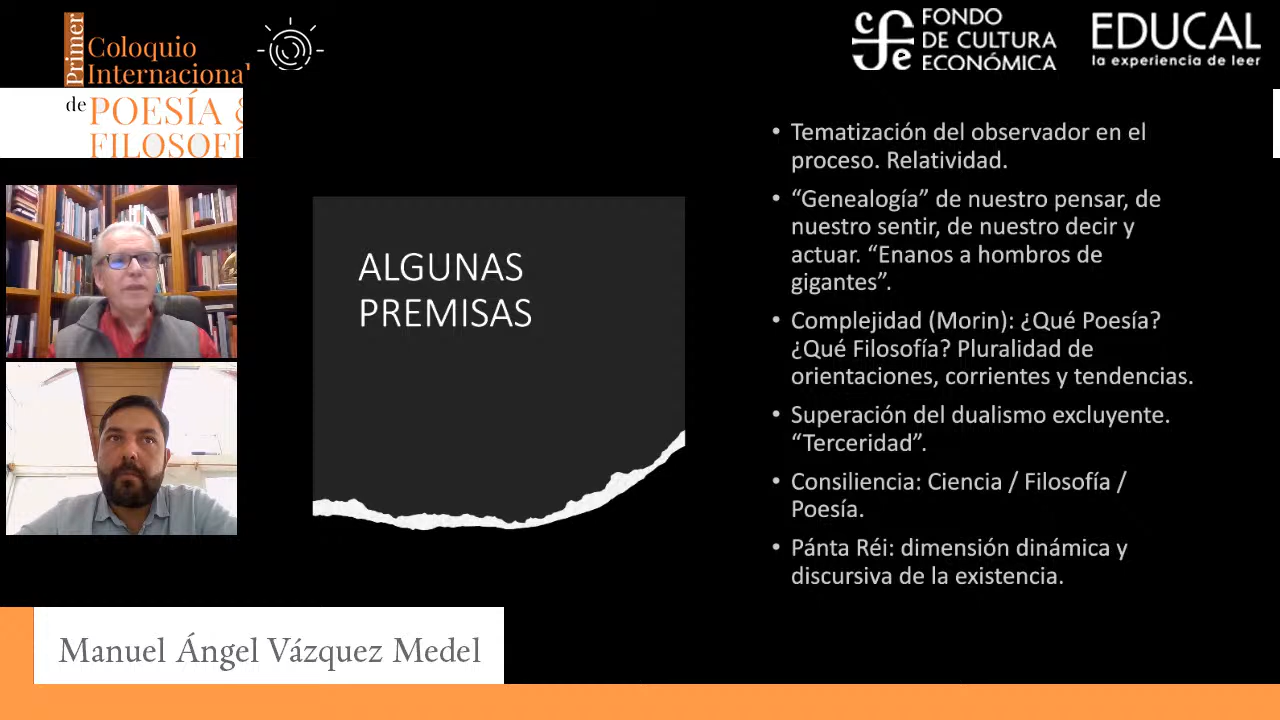 Primer
Coloquio
Internacional
de POESÍA &
FILOSOFÍ
FONDO
DE CULTURA
ECONÓMICA
EDUCAL
la experiencia de leer
ALGUNAS
PREMISAS
• Tematización del observador en el
proceso. Relatividad.
• “Genealogía” de nuestro pensar, de
nuestro sentir, de nuestro decir y
actuar. “Enanos a hombros de
gigantes”.
• Complejidad (Morin): ¿Qué Poesía?
¿Qué Filosofía? Pluralidad de
orientaciones, corrientes y tendencias.
• Superación del dualismo excluyente.
“Terceridad”.
• Consiliencia: Ciencia / Filosofía /
Poesía.
• Pánta Réi: dimensión dinámica y
discursiva de la existencia.
Manuel Ángel Vázquez Medel